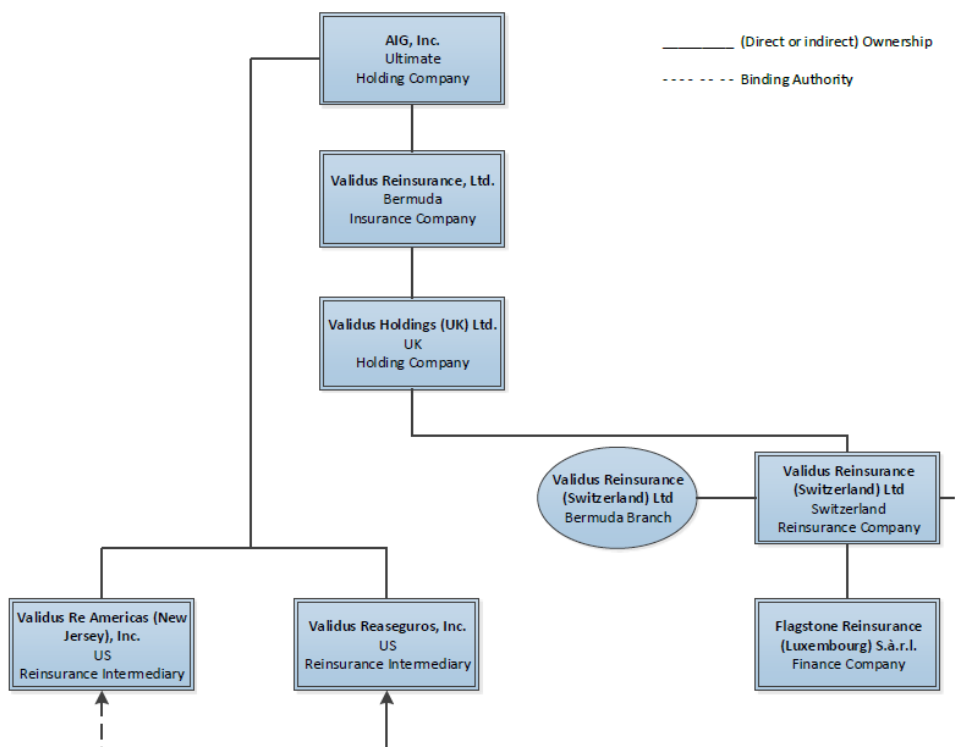 AIG, Inc.
Ultimate
Holding Company
(Direct or indirect) Ownership
Binding Authority
Validus Reinsurance, Ltd.
Bermuda
Insurance Company
Validus Holdings (UK) Ltd.
UK
Holding Company
Validus Reinsurance
(Switzerland) Ltd
Bermuda Branch
Validus Reinsurance
(Switzerland) Ltd
Switzerland
Reinsurance Company
Validus Re Americas (New
Jersey), Inc.
US
Reinsurance Intermediary
Validus Reaseguros, Inc.
US
Reinsurance Intermediary
Flagstone Reinsurance
(Luxembourg) S.à.r.l.
Finance Company